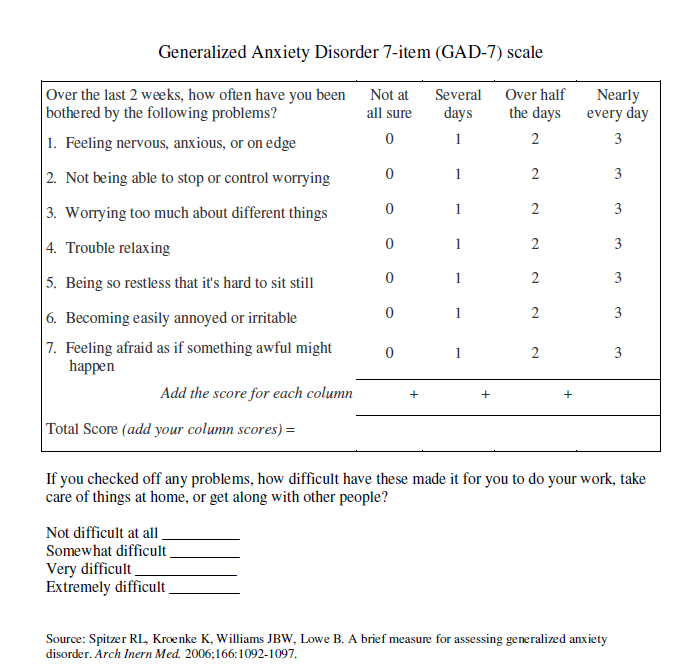 Generalized Anxiety Disorder 7-item (GAD-7) scale
Over the last 2 weeks, how often have you been bothered by the following problems? Not at all sure Several days Over half the days Nearly every day
1. Feeling nervous, anxious, or on edge 0 1 2 3
2. Not being able to stop or control worrying 0 1 2 3
3. Worrying too much about different things 0 1 2 3
4. Trouble relaxing 0 1 2 3
5. Being so restless that it's hard to sit still 0 1 2 3
6. Becoming easily annoyed or irritable 0 1 2 3
7. Feeling afraid as if something awful might happen 0 1 2 3
Add the score for each column + + +
Total Score (add your column scores) =
If you checked off any problems, how difficult have these made it for you to do your work, take
care of things at home, or get along with other people?
Not difficult at all
Somewhat difficult
Very difficult
Extremely difficult
Source: Spitzer RL, Kroenke K, Williams JBW, Lowe B. A brief measure for assessing generalized anxiety
disorder. Arch Inern Med. 2006;166:1092-1097.